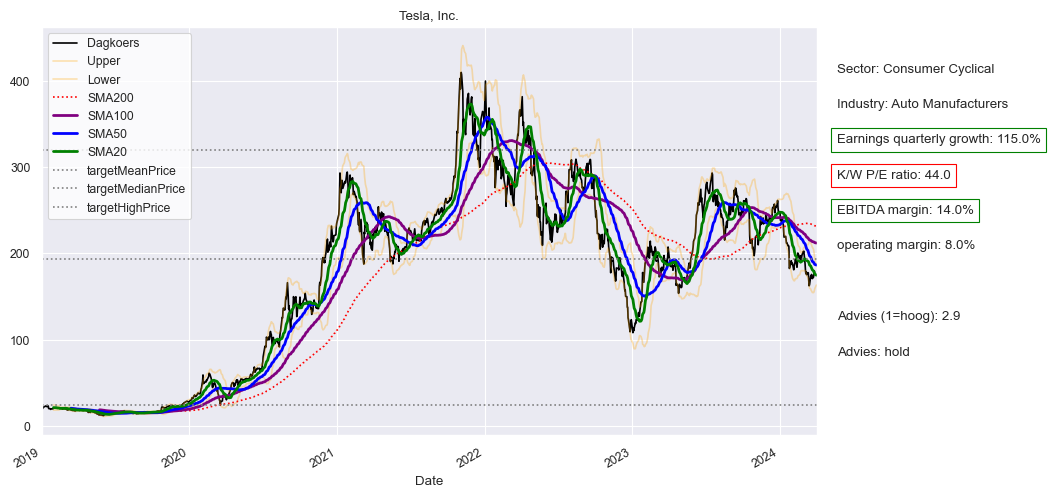 Tesla, Inc.
Dagkoers
Upper
Lower
SMA200
SMA100
SMA50
SMA20
targetMeanPrice
targetMedianPrice
targetHighPrice
400
300
200
100
0
2019
2020
2021
2022
2023
2024
Date
Sector: Consumer Cyclical
Industry: Auto Manufacturers
Earnings quarterly growth: 115.0%
K/W P/E ratio: 44.0
EBITDA margin: 14.0%
operating margin: 8.0%
Advies (1=hoog): 2.9
Advies: hold